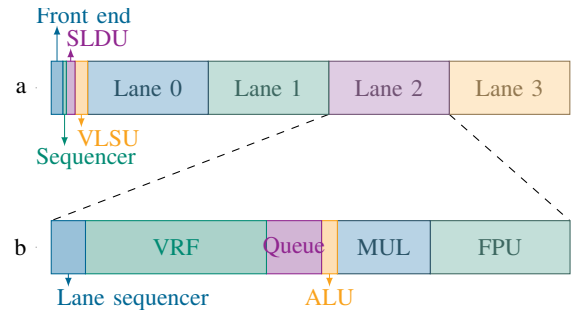 Front end
SLDU
a
Lane 0
Lane 1
Lane 2
Lane 3
VLSU
Sequencer
b
VRF
Queue
MUL
FPU
Lane sequencer
ALU